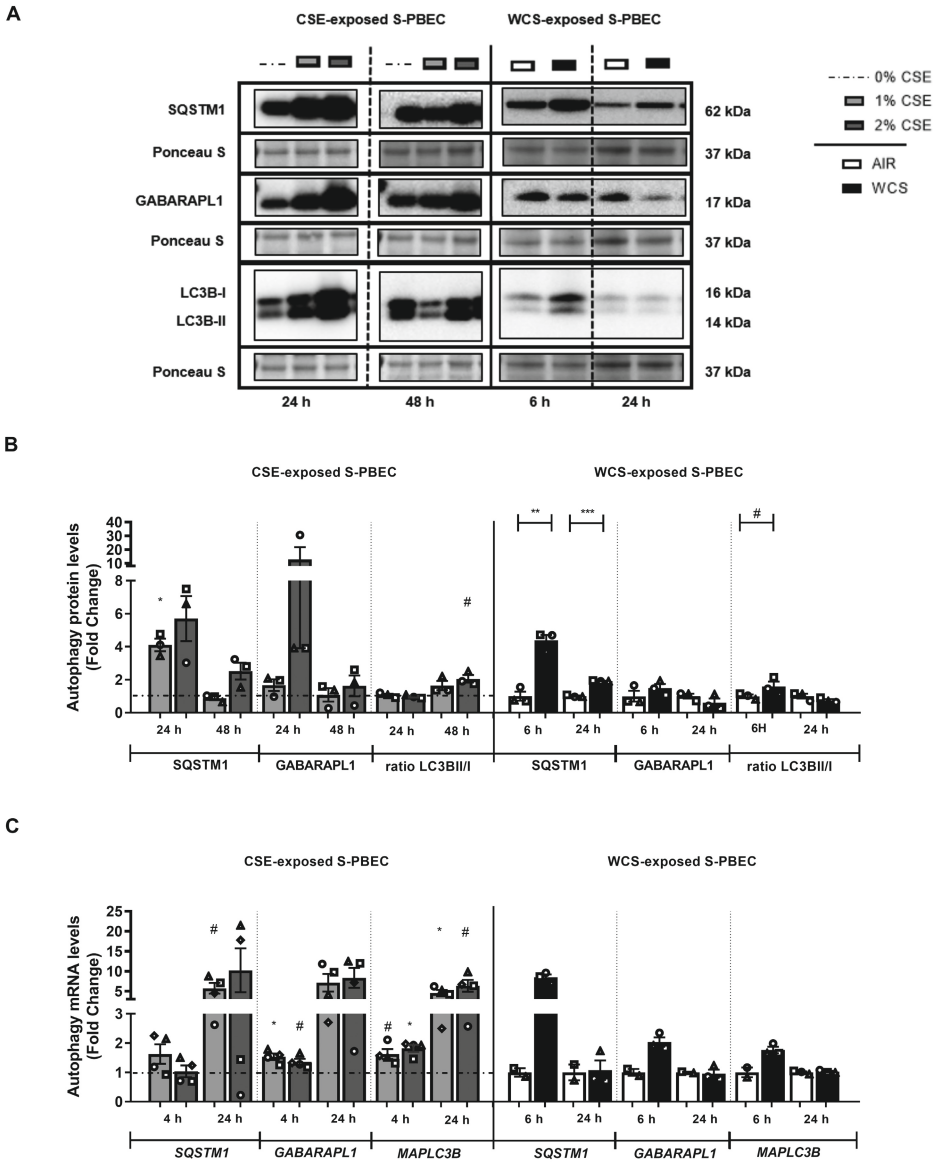 A
CSE-exposed S-PBEC WCS-exposed S-PBEC
0% CSE
1% CSE
2% CSE
AIR
WCS
SQSTM1 62 kDa
Ponceau S 37 kDa
GABARAPL1 17 kDa
Ponceau S 37 kDa
LC3B-I 16 kDa
LC3B-II 14 kDa
Ponceau S 37 kDa
24 h 48 h 6 h 24 h
B
CSE-exposed S-PBEC WCS-exposed S-PBEC
Autophagy protein levels
(Fold Change)
40
30
20
10
8
6
4
2
0
* # ** *** #
24 h 48 h 24 h 48 h 24 h 48 h 6 h 24 h 6 h 24 h 6H 24 h
SQSTM1 GABARAPL1 ratio LC3BII/I SQSTM1 GABARAPL1 ratio LC3BII/I
C
CSE-exposed S-PBEC WCS-exposed S-PBEC
Autophagy mRNA levels
(Fold Change)
25
20
15
10
5
3
2
1
0
# * # # * * #
4 h 24 h 4 h 24 h 4 h 24 h 6 h 24 h 6 h 24 h 6 h 24 h
SQSTM1 GABARAPL1 MAPLC3B SQSTM1 GABARAPL1 MAPLC3B